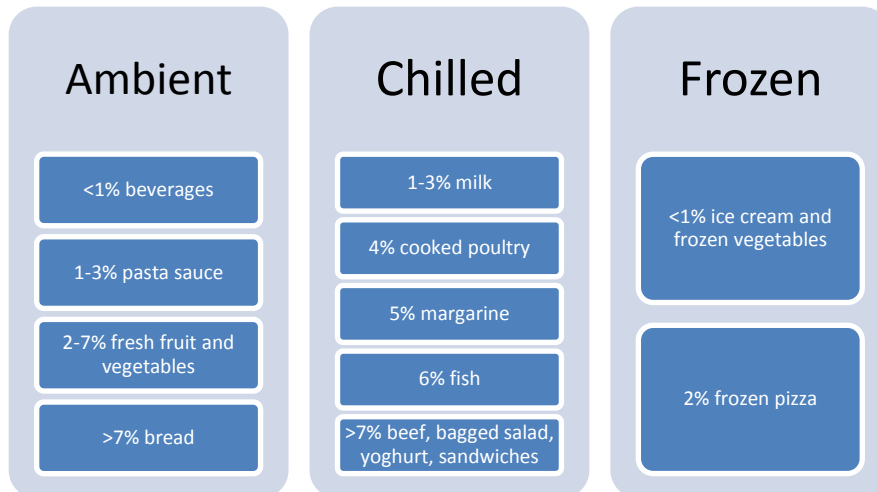 Ambient
<1% beverages
1-3% pasta sauce
2-7% fresh fruit and
vegetables
>7% bread
Chilled
1-3% milk
4% cooked poultry
5% margarine
6% fish
>7% beef, bagged salad,
yoghurt, sandwiches
Frozen
<1% ice cream and
frozen vegetables
2% frozen pizza